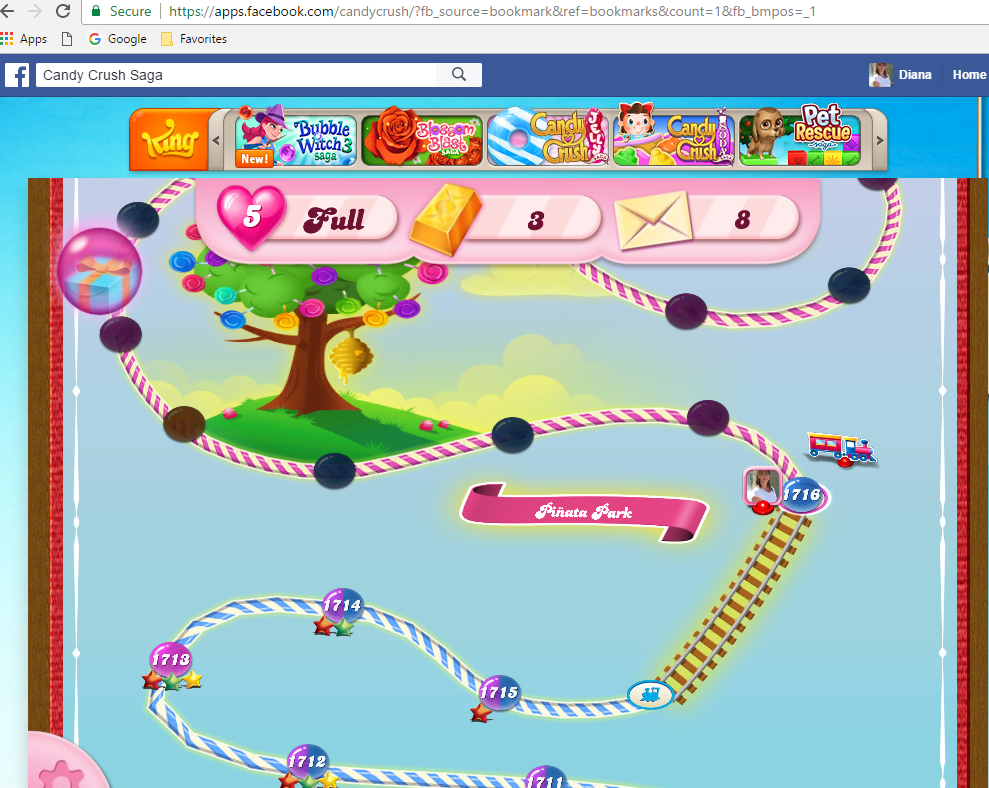 Secure https://apps.facebook.com/candycrush/?fb_source=bookmark&ref=bookmarks&count=1&fb_bmpos=_1
Apps Google Favorites
f Candy Crush Saga Diana Home
King
New!
Bubble
Witch 3
saga
Blossom
Blast
SAGA
Candy
Crush
JELLY
Candy
Crush
SODA
Pet
Rescue
saga
5 Full 3 8
1716
Piñata Park
1714
1713
1715
1712
1711